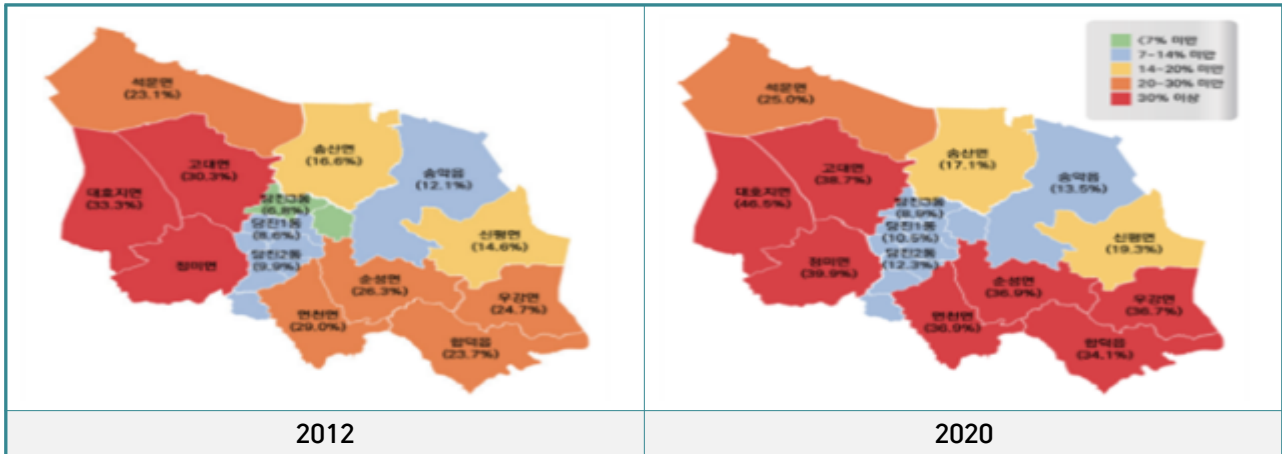 석문면
(23.1%)
송산면
(16.6%)
고대면
(30.3%)
송악읍
(12.1%)
대호지면
(33.3%)
당진3동
(6.8%)
당진1동
(8.6%)
신평면
(14.6%)
정미면
당진2동
(9.9%)
순성면
(26.3%)
우강면
(24.7%)
면천면
(29.0%)
합덕읍
(23.7%)
2012
<7% 미만
7-14% 미만
14-20% 미만
20-30% 미만
30% 이상
석문면
(25.0%)
송산면
(17.1%)
고대면
(38.7%)
송악읍
(13.5%)
대호지면
(46.5%)
당진3동
(8.9%)
당진1동
(10.5%)
신평면
(19.3%)
정미면
(39.9%)
당진2동
(12.3%)
순성면
(36.9%)
우강면
(36.7%)
면천면
(36.9%)
합덕읍
(34.1%)
2020